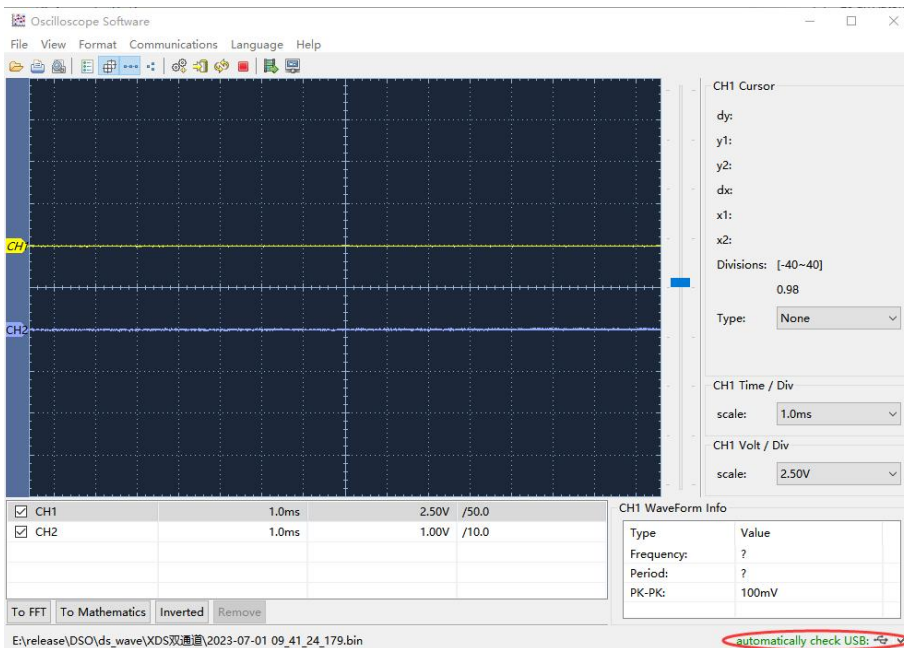 Oscilloscope Software
File View Format Communications Language Help
CH1 Cursor
dy:
y1:
y2:
dx:
x1:
x2:
Divisions: [-40~40]
0.98
Type: None
CH1
CH2
CH1 Time / Div
scale: 1.0ms
CH1 Volt / Div
scale: 2.50V
CH1 1.0ms 2.50V /50.0
CH2 1.0ms 1.00V /10.0
CH1 WaveForm Info
Type Value
Frequency: ?
Period: ?
PK-PK: 100mV
To FFT To Mathematics Inverted Remove
E:\release\DSO\ds_wave\XDS双通道\2023-07-01 09_41_24_179.bin
automatically check USB: